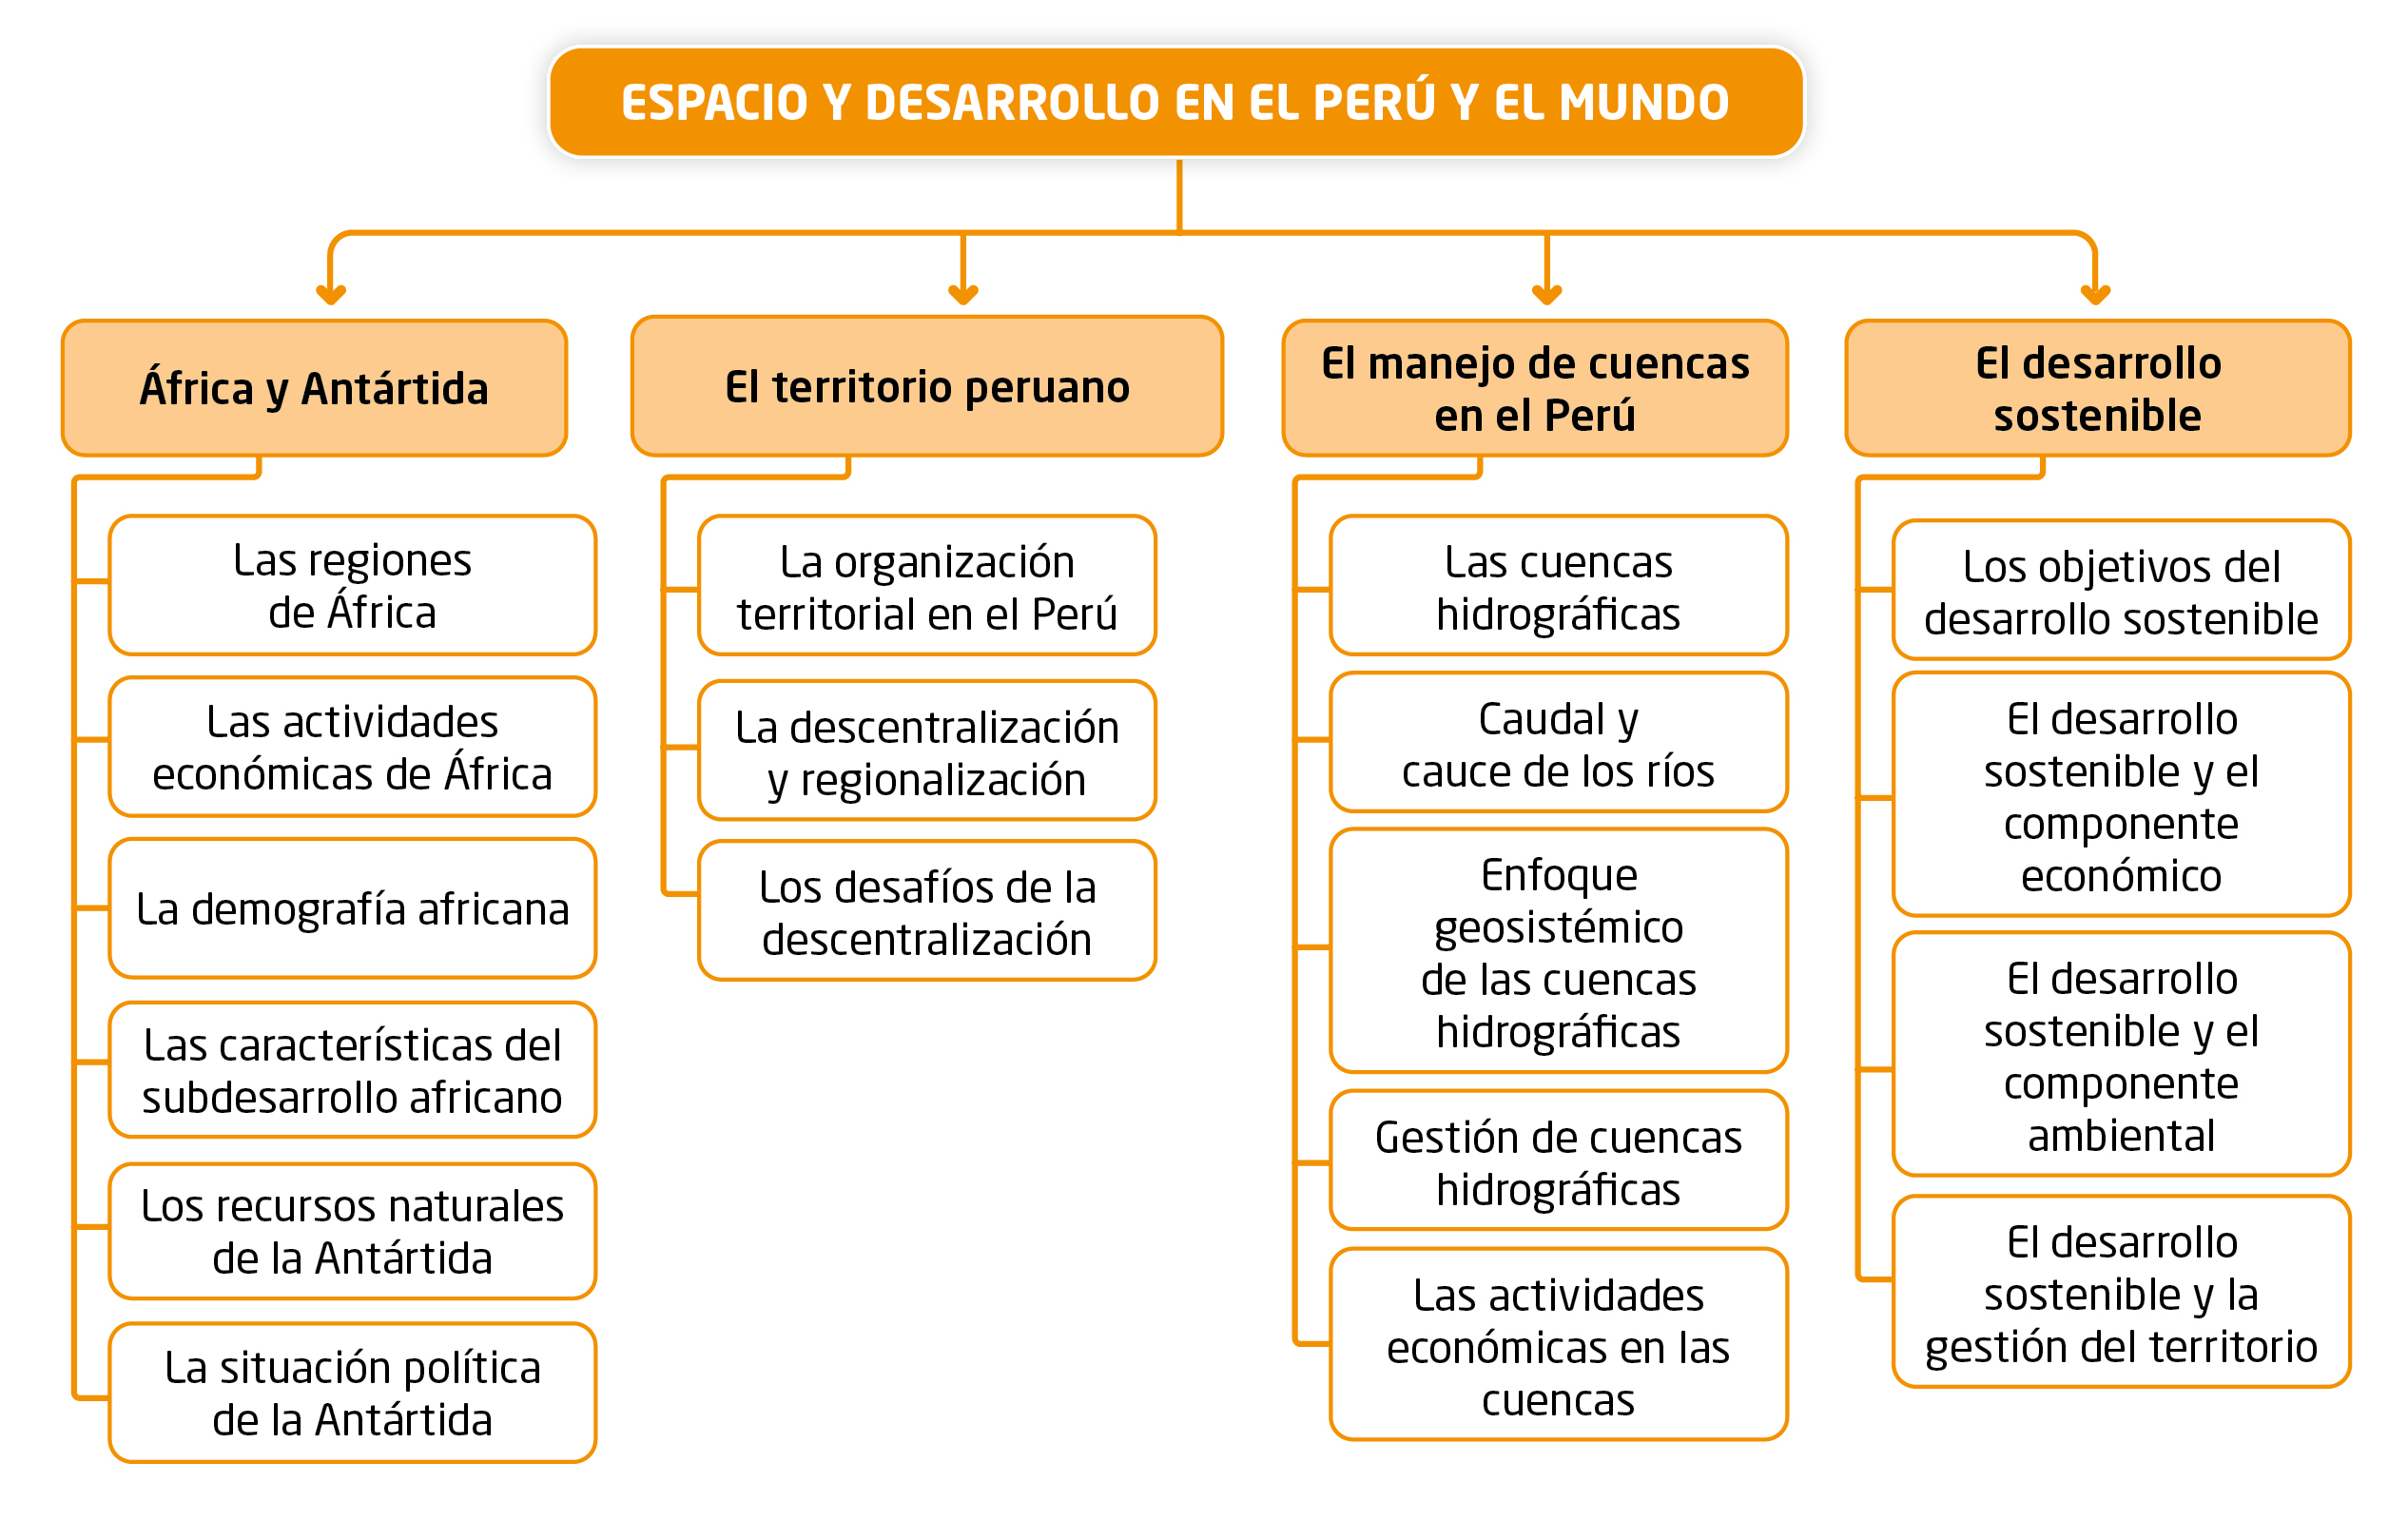 ESPACIO Y DESARROLLO EN EL PERÚ Y EL MUNDO
África y Antártida
Las regiones
de África
Las actividades
económicas de África
La demografía africana
Las características del
subdesarrollo africano
Los recursos naturales
de la Antártida
La situación política
de la Antártida
El territorio peruano
La organización
territorial en el Perú
La descentralización
y regionalización
Los desafíos de la
descentralización
El manejo de cuencas
en el Perú
Las cuencas
hidrográficas
Caudal y
cauce de los ríos
Enfoque
geosistémico
de las cuencas
hidrográficas
Gestión de cuencas
hidrográficas
Las actividades
económicas en las
cuencas
El desarrollo
sostenible
Los objetivos del
desarrollo sostenible
El desarrollo
sostenible y el
componente
económico
El desarrollo
sostenible y el
componente
ambiental
El desarrollo
sostenible y la
gestión del territorio